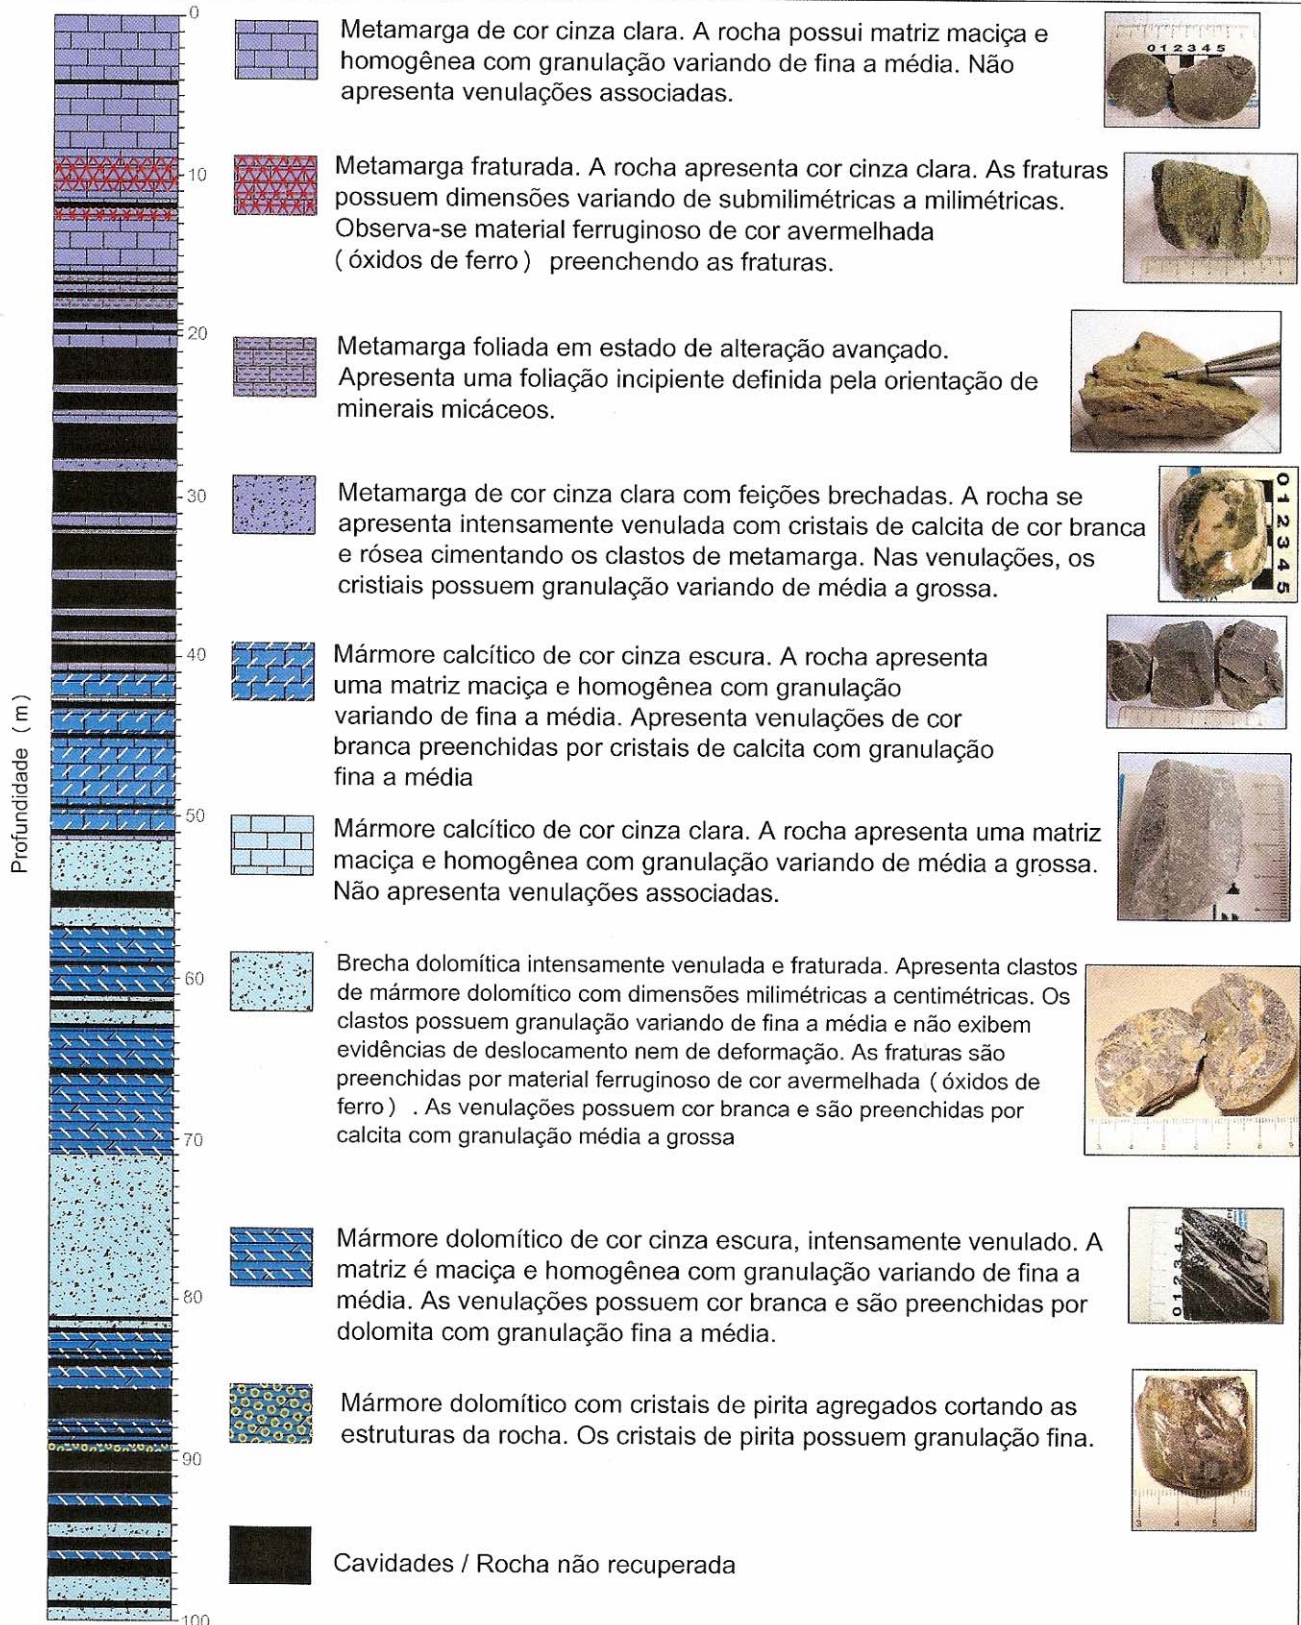 Profundidade (m)
0
10
20
30
40
50
60
70
80
90
100
Metamarga de cor cinza clara. A rocha possui matriz maciça e
homogênea com granulação variando de fina a média. Não
apresenta venulações associadas.
0 1 2 3 4 5
Metamarga fraturada. A rocha apresenta cor cinza clara. As fraturas
possuem dimensões variando de submilimétricas a milimétricas.
Observa-se material ferruginoso de cor avermelhada
( óxidos de ferro ) preenchendo as fraturas.
Metamarga foliada em estado de alteração avançado.
Apresenta uma foliação incipiente definida pela orientação de
minerais micáceos.
Metamarga de cor cinza clara com feições brechadas. A rocha se
apresenta intensamente venulada com cristais de calcita de cor branca
e rósea cimentando os clastos de metamarga. Nas venulações, os
cristiais possuem granulação variando de média a grossa.
0 1 2 3 4 5
Mármore calcítico de cor cinza escura. A rocha apresenta
uma matriz maciça e homogênea com granulação
variando de fina a média. Apresenta venulações de cor
branca preenchidas por cristais de calcita com granulação
fina a média
Mármore calcítico de cor cinza clara. A rocha apresenta uma matriz
maciça e homogênea com granulação variando de média a grossa.
Não apresenta venulações associadas.
Brecha dolomítica intensamente venulada e fraturada. Apresenta clastos
de mármore dolomítico com dimensões milimétricas a centimétricas. Os
clastos possuem granulação variando de fina a média e não exibem
evidências de deslocamento nem de deformação. As fraturas são
preenchidas por material ferruginoso de cor avermelhada ( óxidos de
ferro ) . As venulações possuem cor branca e são preenchidas por
calcita com granulação média a grossa
3 4 5 6 7 8 9
Mármore dolomítico de cor cinza escura, intensamente venulado. A
matriz é maciça e homogênea com granulação variando de fina a
média. As venulações possuem cor branca e são preenchidas por
dolomita com granulação fina a média.
0 1 2 3 4 5
Mármore dolomítico com cristais de pirita agregados cortando as
estruturas da rocha. Os cristais de pirita possuem granulação fina.
3 4 5 6
Cavidades / Rocha não recuperada